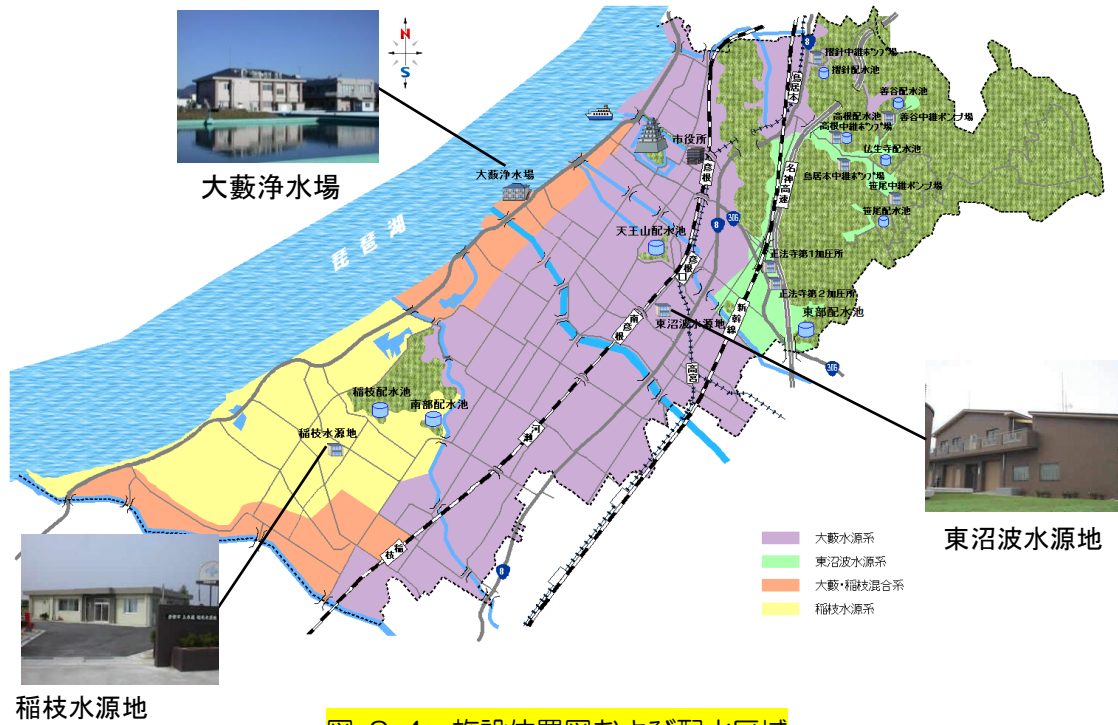 N
S
大藪浄水場
琵琶湖
大藪浄水場
市役所
彦根
鳥居本
8
摺針中継ポンプ場
摺針配水池
善谷配水池
善谷中継ポンプ場
高根配水池
高根中継ポンプ場
仏生寺配水池
鳥居本中継ポンプ場
笹尾中継ポンプ場
笹尾配水池
名神高速
8
306
天王山配水池
彦根口
正法寺第1加圧所
正法寺第2加圧所
新幹線
東部配水池
東沼波水源地
南彦根
高宮
306
稲枝配水池
南部配水池
稲枝水源地
河瀬
稲枝
8
東沼波水源地
大藪水源系
東沼波水源系
大藪・稲枝混合系
稲枝水源系
稲枝水源地